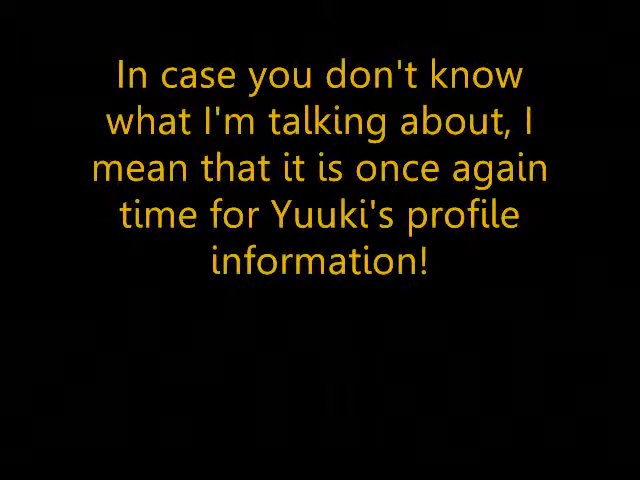 In case you don't know
what I'm talking about, I
mean that it is once again
time for Yuuki's profile
information!